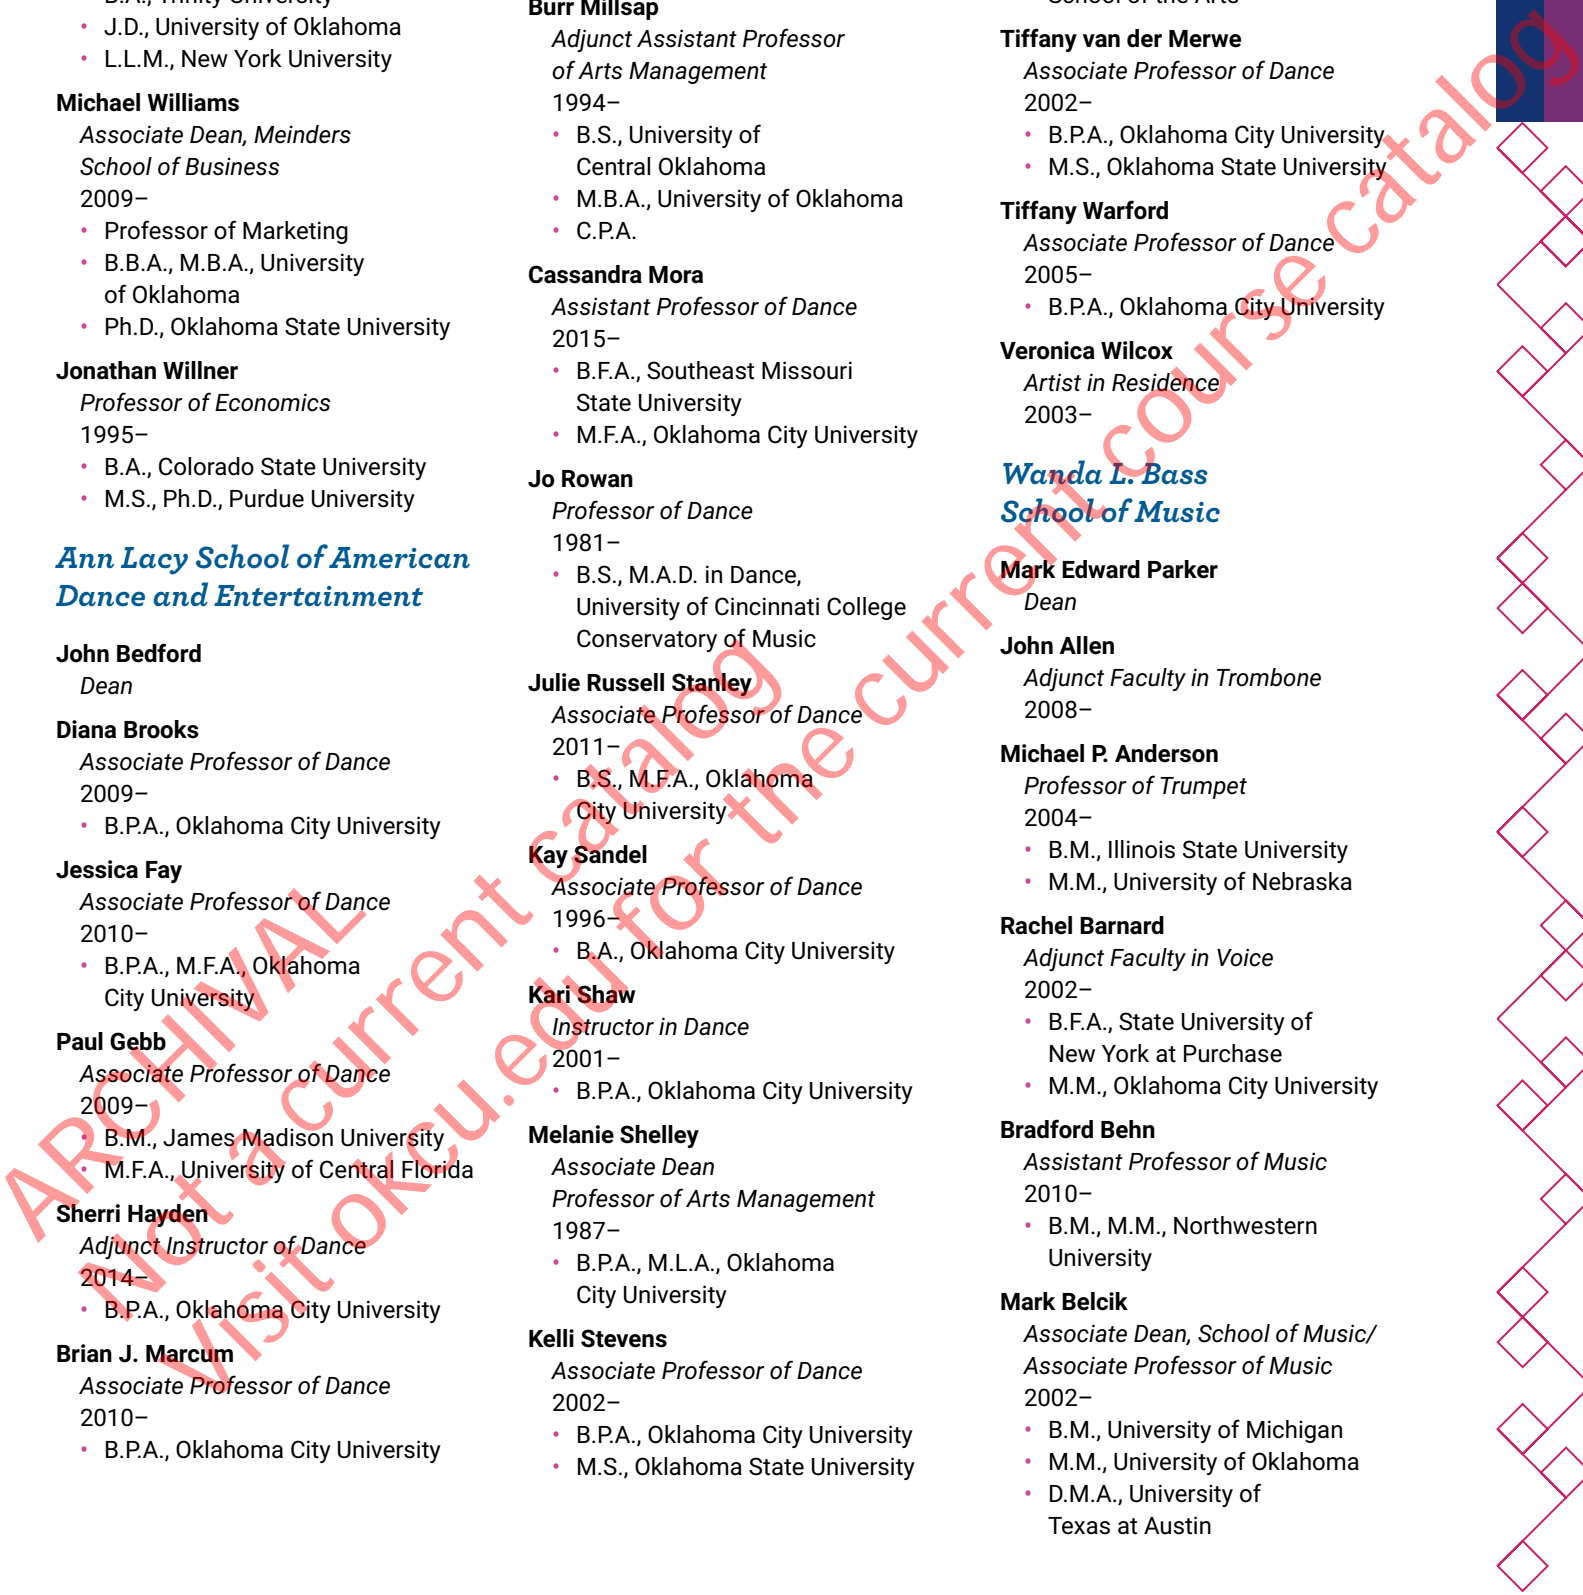 B.A., Trinity University
• J.D., University of Oklahoma
• L.L.M., New York University
Michael Williams
Associate Dean, Meinders
School of Business
2009–
• Professor of Marketing
• B.B.A., M.B.A., University
of Oklahoma
• Ph.D., Oklahoma State University
Jonathan Willner
Professor of Economics
1995–
• B.A., Colorado State University
• M.S., Ph.D., Purdue University
Ann Lacy School of American
Dance and Entertainment
John Bedford
Dean
Diana Brooks
Associate Professor of Dance
2009–
• B.P.A., Oklahoma City University
Jessica Fay
Associate Professor of Dance
2010–
• B.P.A., M.F.A., Oklahoma
City University
Paul Gebb
Associate Professor of Dance
2009–
• B.M., James Madison University
• M.F.A., University of Central Florida
Sherri Hayden
Adjunct Instructor of Dance
2014–
• B.P.A., Oklahoma City University
Brian J. Marcum
Associate Professor of Dance
2010–
• B.P.A., Oklahoma City University
Burr Millsap
Adjunct Assistant Professor
of Arts Management
1994–
• B.S., University of
Central Oklahoma
• M.B.A., University of Oklahoma
• C.P.A.
Cassandra Mora
Assistant Professor of Dance
2015–
• B.F.A., Southeast Missouri
State University
• M.F.A., Oklahoma City University
Jo Rowan
Professor of Dance
1981–
• B.S., M.A.D. in Dance,
University of Cincinnati College
Conservatory of Music
Julie Russell Stanley
Associate Professor of Dance
2011–
• B.S., M.F.A., Oklahoma
City University
Kay Sandel
Associate Professor of Dance
1996–
• B.A., Oklahoma City University
Kari Shaw
Instructor in Dance
2001–
• B.P.A., Oklahoma City University
Melanie Shelley
Associate Dean
Professor of Arts Management
1987–
• B.P.A., M.L.A., Oklahoma
City University
Kelli Stevens
Associate Professor of Dance
2002–
• B.P.A., Oklahoma City University
• M.S., Oklahoma State University
School of the Arts
Tiffany van der Merwe
Associate Professor of Dance
2002–
• B.P.A., Oklahoma City University
• M.S., Oklahoma State University
Tiffany Warford
Associate Professor of Dance
2005–
• B.P.A., Oklahoma City University
Veronica Wilcox
Artist in Residence
2003–
Wanda L. Bass
School of Music
Mark Edward Parker
Dean
John Allen
Adjunct Faculty in Trombone
2008–
Michael P. Anderson
Professor of Trumpet
2004–
• B.M., Illinois State University
• M.M., University of Nebraska
Rachel Barnard
Adjunct Faculty in Voice
2002–
• B.F.A., State University of
New York at Purchase
• M.M., Oklahoma City University
Bradford Behn
Assistant Professor of Music
2010–
• B.M., M.M., Northwestern
University
Mark Belcik
Associate Dean, School of Music/
Associate Professor of Music
2002–
• B.M., University of Michigan
• M.M., University of Oklahoma
• D.M.A., University of
Texas at Austin
ARCHIVAL
Not a current catalog
Visit okcu.edu for the current course catalog